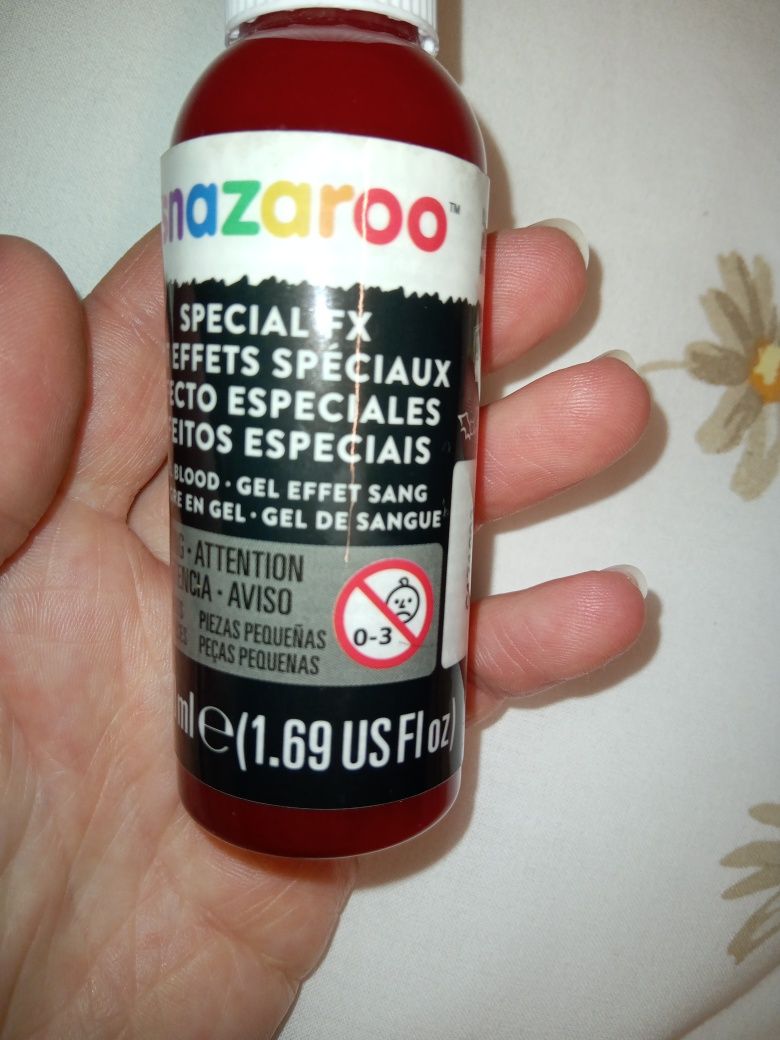 snazaroo™
SPECIAL FX
EFFETS SPÉCIAUX
ECTO ESPECIALES
EITOS ESPECIAIS
BLOOD · GEL EFFET SANG
RE EN GEL · GEL DE SANGUE
G · ATTENTION
ENCIA · AVISO
PIEZAS PEQUEÑAS
PEÇAS PEQUENAS
0-3
ml e (1.69 US Fl oz)